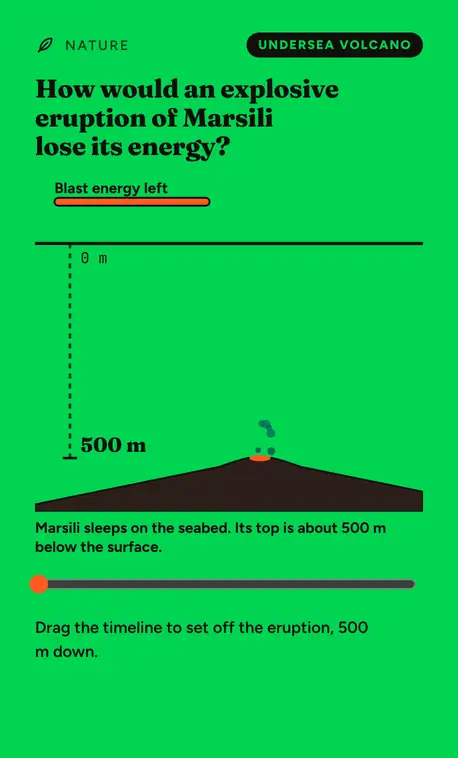 NATURE
UNDERSEA VOLCANO
How would an explosive
eruption of Marsili
lose its energy?
Blast energy left
0 m
500 m
Marsili sleeps on the seabed. Its top is about 500 m
below the surface.
Drag the timeline to set off the eruption, 500
m down.